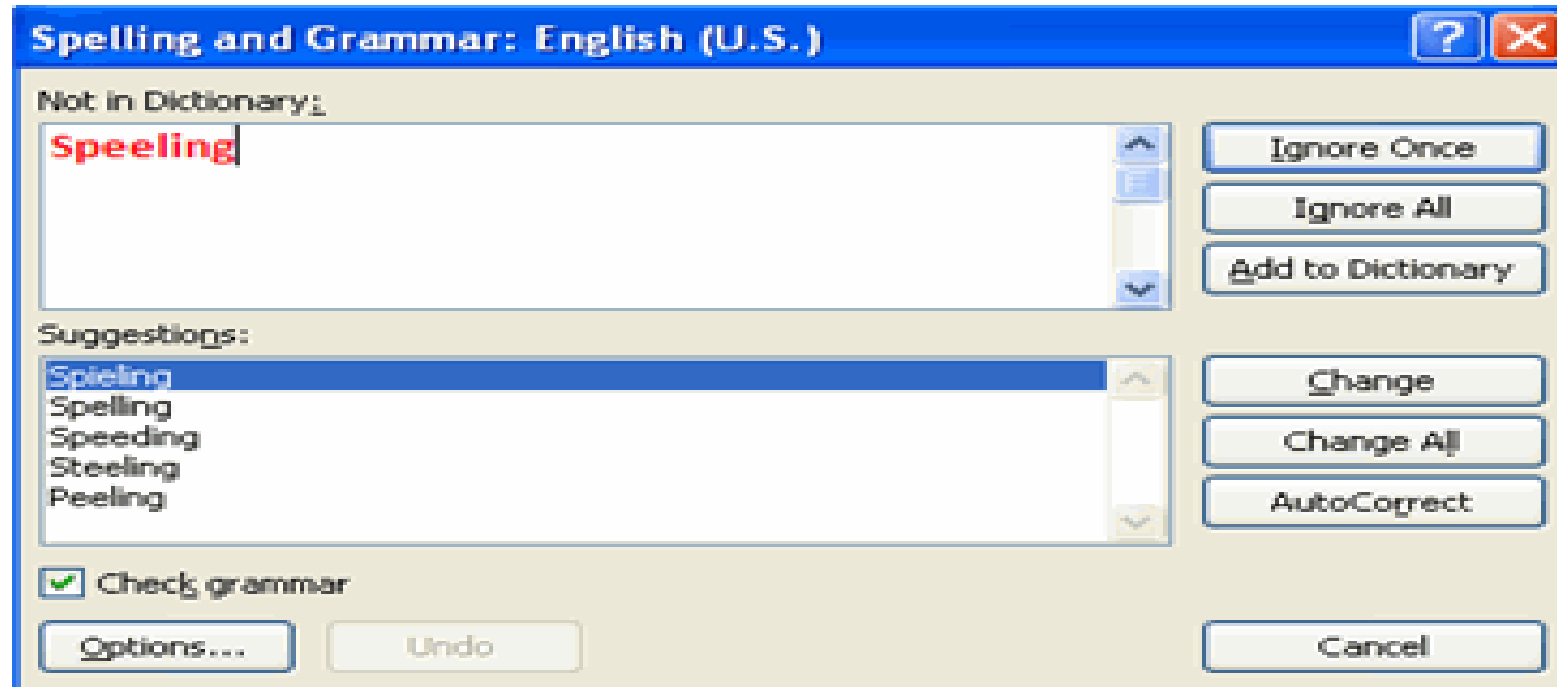 Spelling and Grammar: English (U.S.)
Not in Dictionary:
Speeling
Ignore Once
Ignore All
Add to Dictionary
Suggestions:
Spieling
Spelling
Speeding
Steeling
Peeling
Change
Change All
AutoCorrect
Check grammar
Options...
Undo
Cancel